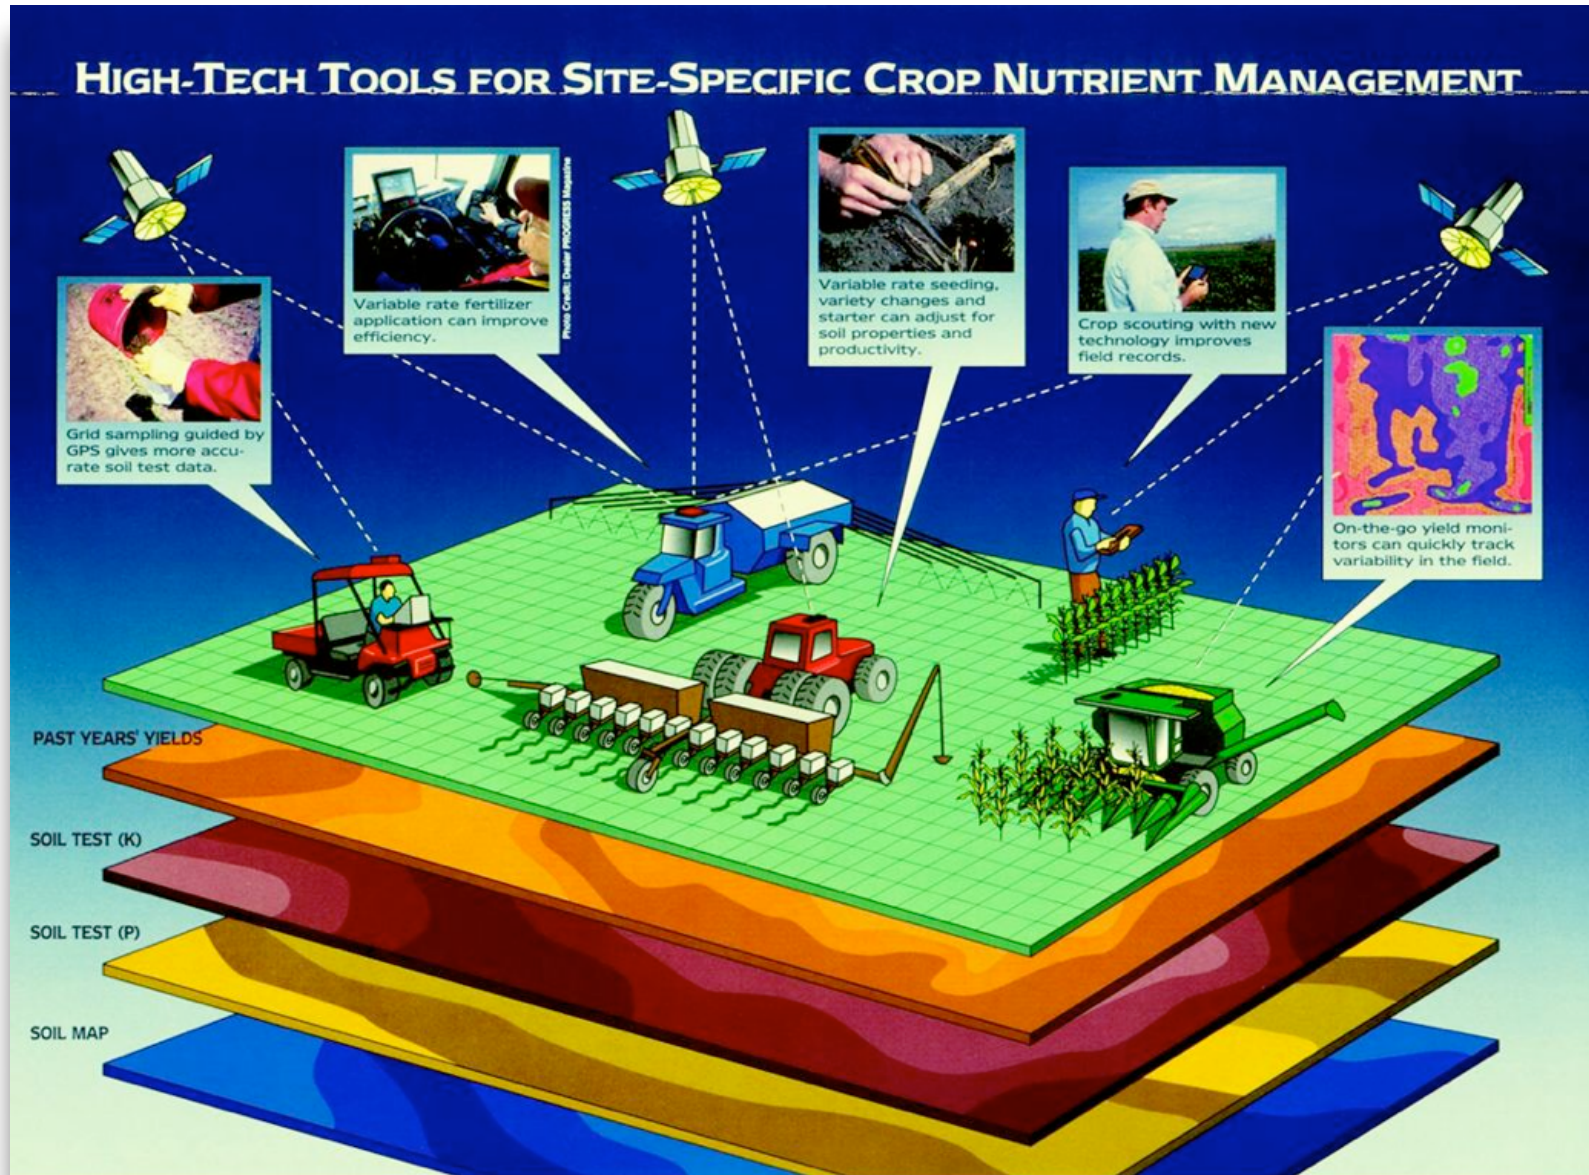 HIGH-TECH TOOLS FOR SITE-SPECIFIC CROP NUTRIENT MANAGEMENT
Grid sampling guided by
GPS gives more accu-
rate soil test data.
Variable rate fertilizer
application can improve
efficiency.
Photo Credit: Dealer PROGRESS Magazine
Variable rate seeding,
variety changes and
starter can adjust for
soil properties and
productivity.
Crop scouting with new
technology improves
field records.
On-the-go yield moni-
tors can quickly track
variability in the field.
PAST YEARS' YIELDS
SOIL TEST (K)
SOIL TEST (P)
SOIL MAP